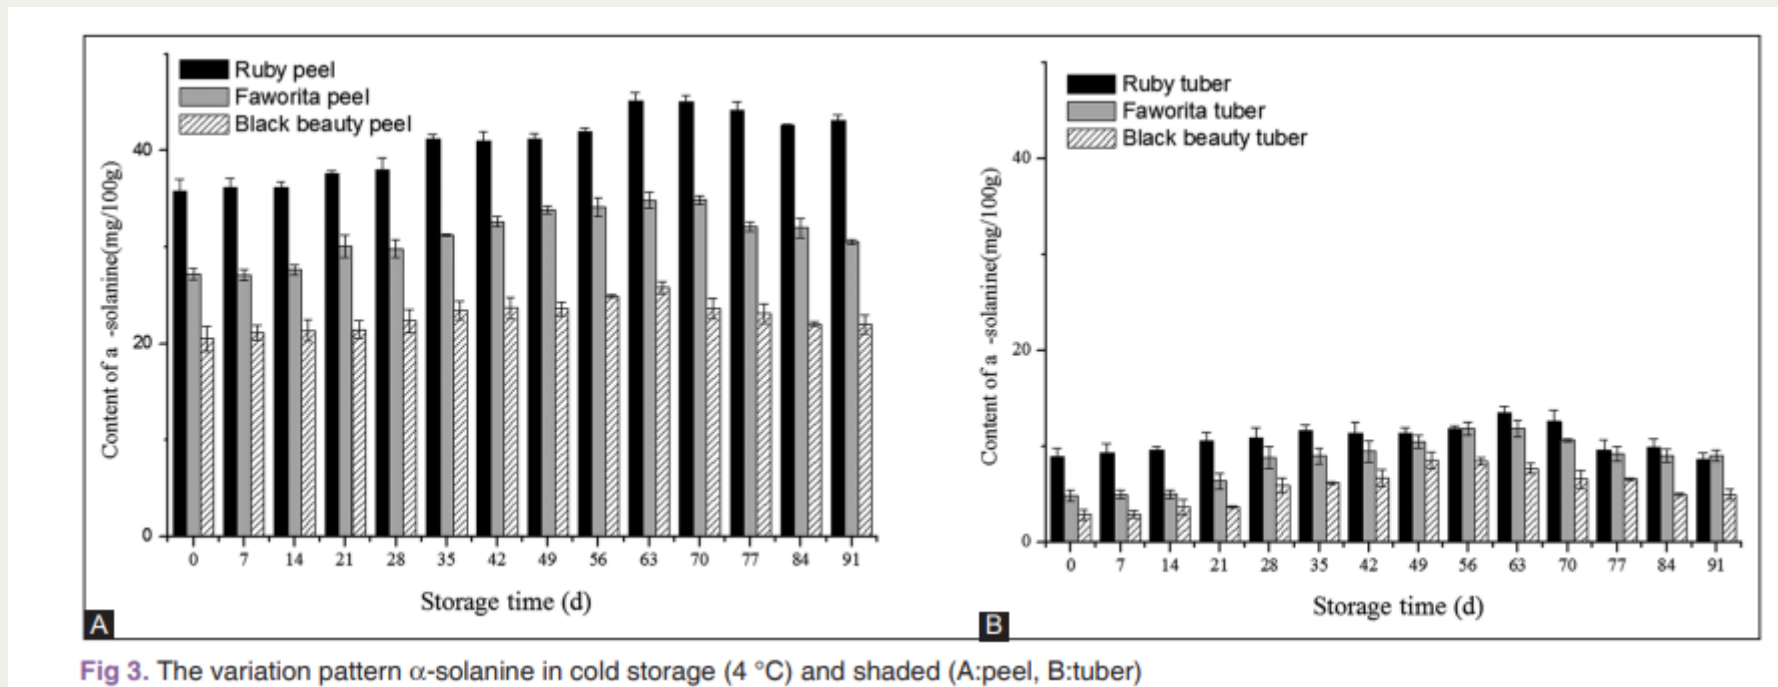 Ruby peel
Faworita peel
Black beauty peel
Content of a -solanine(mg/100g)
40
20
0
0 7 14 21 28 35 42 49 56 63 70 77 84 91
Storage time (d)
A
Ruby tuber
Faworita tuber
Black beauty tuber
Content of a -solanine(mg/100g)
40
20
0
0 7 14 21 28 35 42 49 56 63 70 77 84 91
Storage time (d)
B
Fig 3. The variation pattern α-solanine in cold storage (4 °C) and shaded (A:peel, B:tuber)